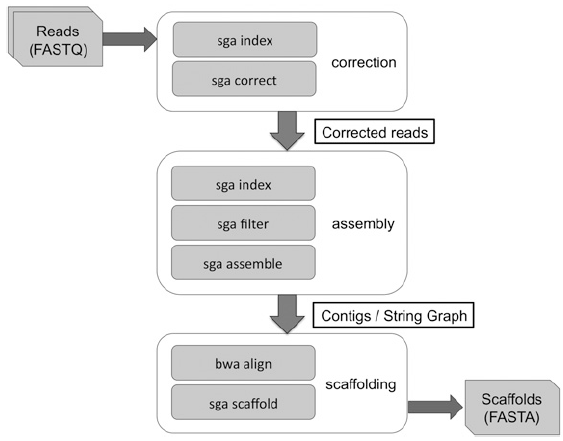 Reads
(FASTQ)
sga index
sga correct
correction
Corrected reads
sga index
sga filter
sga assemble
assembly
Contigs / String Graph
bwa align
sga scaffold
scaffolding
Scaffolds
(FASTA)